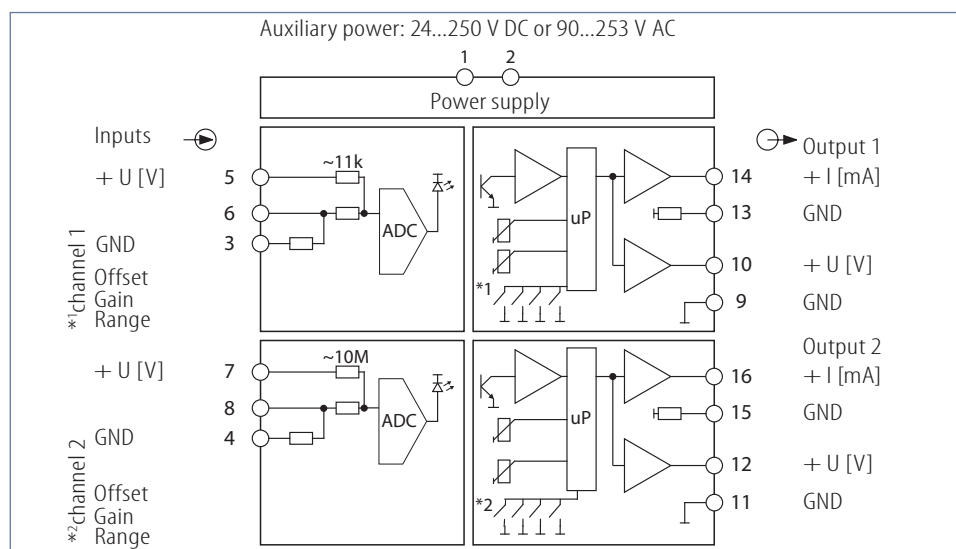 Auxiliary power: 24...250 V DC or 90...253 V AC
1 2
Power supply
Inputs
+ U [V] 5 ~11k
6
GND 3
ADC
*¹channel 1
Offset
Gain
Range
uP
*1
Output 1
14 + I [mA]
13 GND
10 + U [V]
9 GND
+ U [V] 7 ~10M
8
GND 4
ADC
*²channel 2
Offset
Gain
Range
uP
*2
Output 2
16 + I [mA]
15 GND
12 + U [V]
11 GND